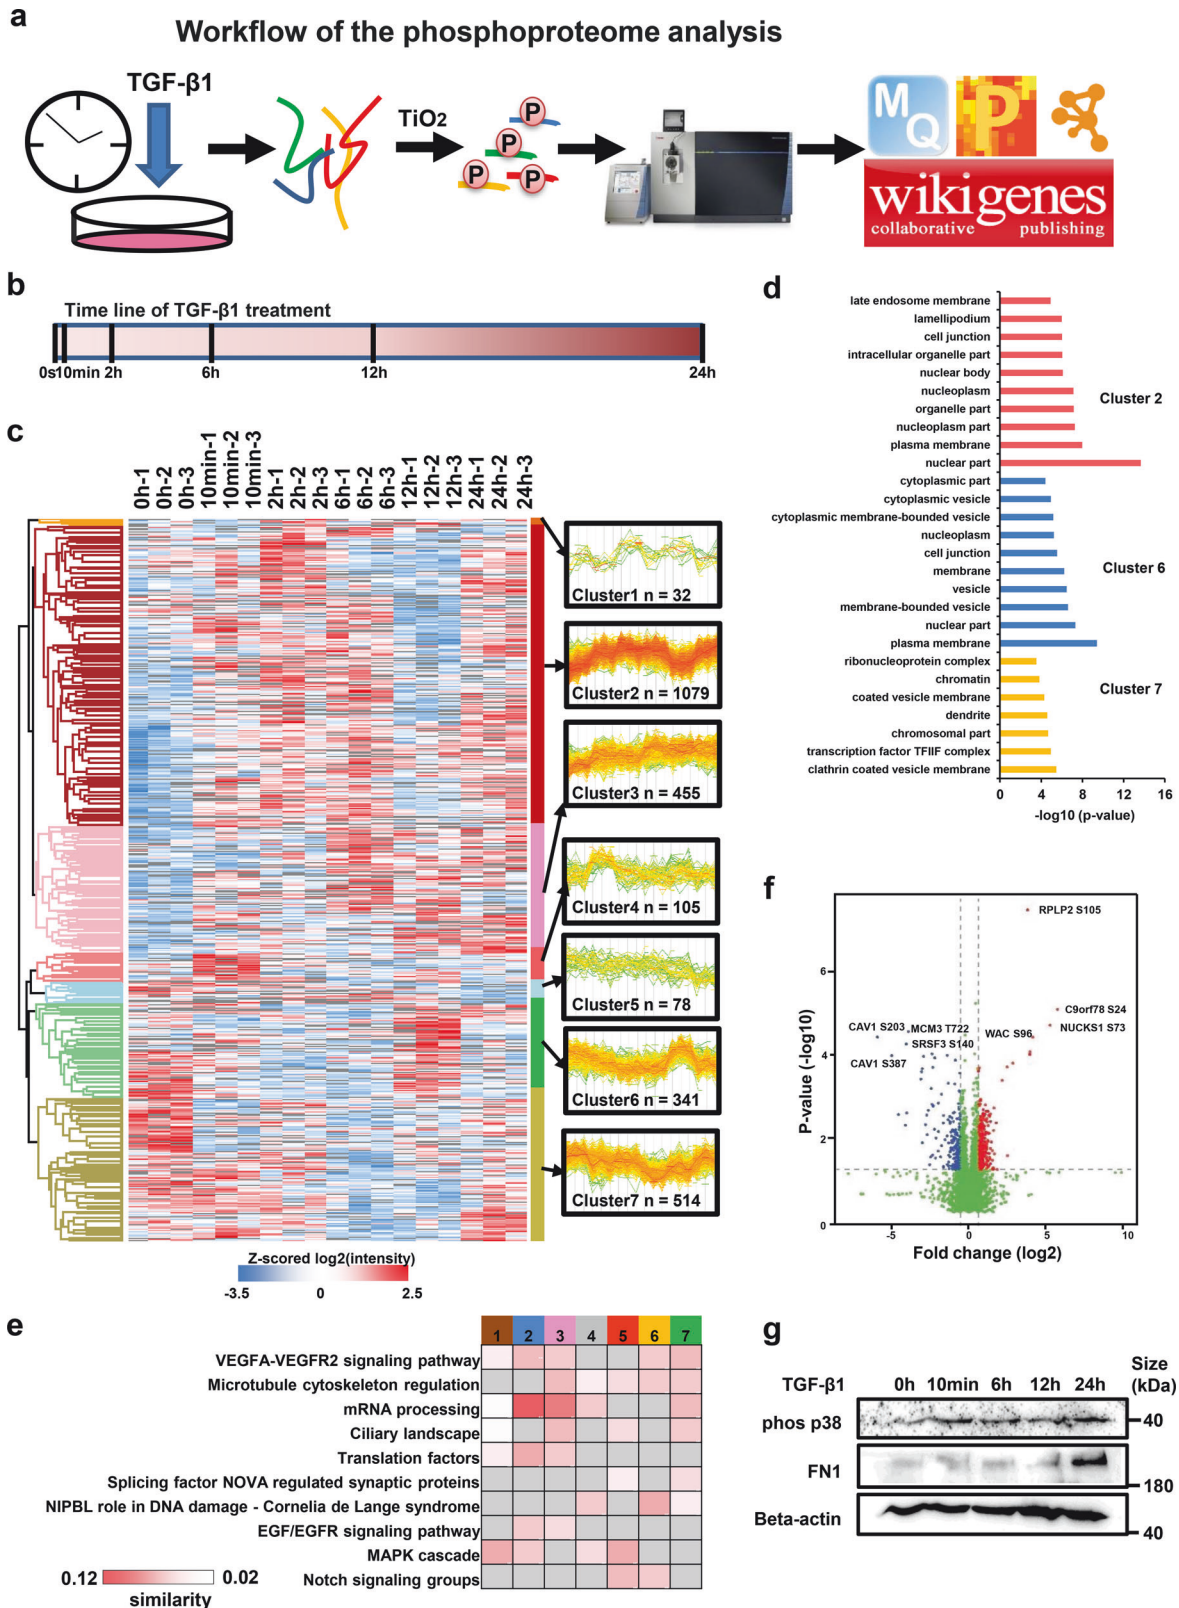 a
Workflow of the phosphoproteome analysis
TGF-β1
TiO2
P
P
P
P
MQ
P
wikigenes
collaborative publishing
b
Time line of TGF-β1 treatment
0s 10min 2h 6h 12h 24h
c
0h-1 0h-2 0h-3 10min-1 10min-2 10min-3 2h-1 2h-2 2h-3 6h-1 6h-2 6h-3 12h-1 12h-2 12h-3 24h-1 24h-2 24h-3
Cluster1 n = 32
Cluster2 n = 1079
Cluster3 n = 455
Cluster4 n = 105
Cluster5 n = 78
Cluster6 n = 341
Cluster7 n = 514
Z-scored log2(intensity)
-3.5 0 2.5
d
late endosome membrane
lamellipodium
cell junction
intracellular organelle part
nuclear body
nucleoplasm
organelle part
nucleoplasm part
plasma membrane
nuclear part
cytoplasmic part
cytoplasmic vesicle
cytoplasmic membrane-bounded vesicle
nucleoplasm
cell junction
membrane
vesicle
membrane-bounded vesicle
nuclear part
plasma membrane
ribonucleoprotein complex
chromatin
coated vesicle membrane
dendrite
chromosomal part
transcription factor TFIIF complex
clathrin coated vesicle membrane
Cluster 2
Cluster 6
Cluster 7
0 4 8 12 16
-log10 (p-value)
f
RPLP2 S105
C9orf78 S24
NUCKS1 S73
WAC S96
CAV1 S203
MCM3 T722
SRSF3 S140
CAV1 S387
P-value (-log10)
6
4
2
0
-5 0 5 10
Fold change (log2)
e
1 2 3 4 5 6 7
VEGFA-VEGFR2 signaling pathway
Microtubule cytoskeleton regulation
mRNA processing
Ciliary landscape
Translation factors
Splicing factor NOVA regulated synaptic proteins
NIPBL role in DNA damage - Cornelia de Lange syndrome
EGF/EGFR signaling pathway
MAPK cascade
Notch signaling groups
0.12 0.02
similarity
g
TGF-β1 0h 10min 6h 12h 24h
Size
(kDa)
phos p38
40
FN1
180
Beta-actin
40